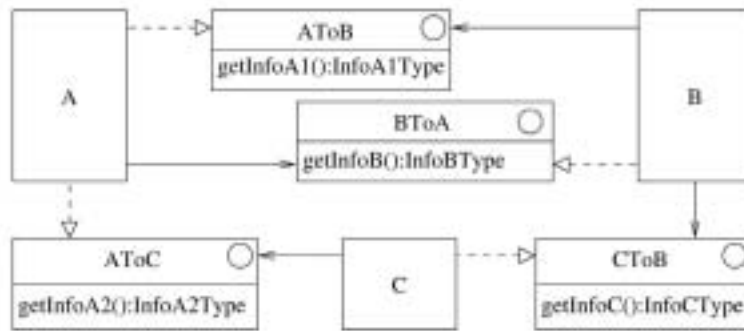 AToB
getInfoA1():InfoA1Type
A
B
BToA
getInfoB():InfoBType
AToC
getInfoA2():InfoA2Type
C
CToB
getInfoC():InfoCType